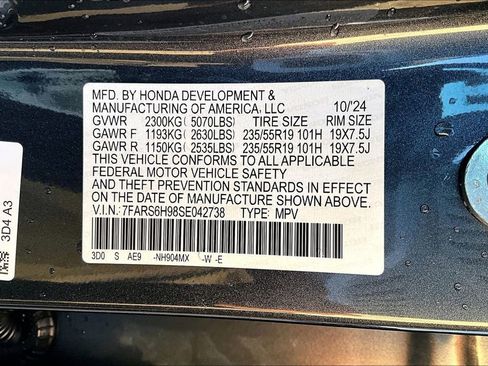 MFD. BY HONDA DEVELOPMENT &
MANUFACTURING OF AMERICA, LLC 10/'24
GVWR 2300KG (5070LBS) TIRE SIZE RIM SIZE
GAWR F 1193KG (2630LBS) 235/55R19 101H 19X7.5J
GAWR R 1150KG (2535LBS) 235/55R19 101H 19X7.5J
THIS VEHICLE CONFORMS TO ALL APPLICABLE
FEDERAL MOTOR VEHICLE SAFETY
AND THEFT PREVENTION STANDARDS IN EFFECT
ON THE DATE OF MANUFACTURE SHOWN ABOVE.
V.I.N.: 7FARS6H98SE042738 TYPE: MPV
3D0 S AE9 -NH904MX -W -E
3D4 A3